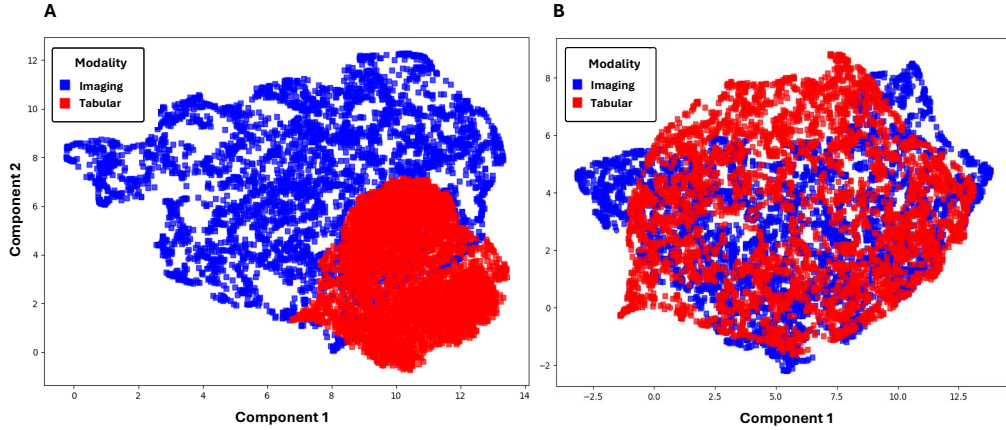 A
Modality
Imaging
Tabular
12
10
8
6
4
2
0
0
2
4
6
8
10
12
14
Component 2
Component 1
B
Modality
Imaging
Tabular
8
6
4
2
0
−2
−2.5
0.0
2.5
5.0
7.5
10.0
12.5
Component 1